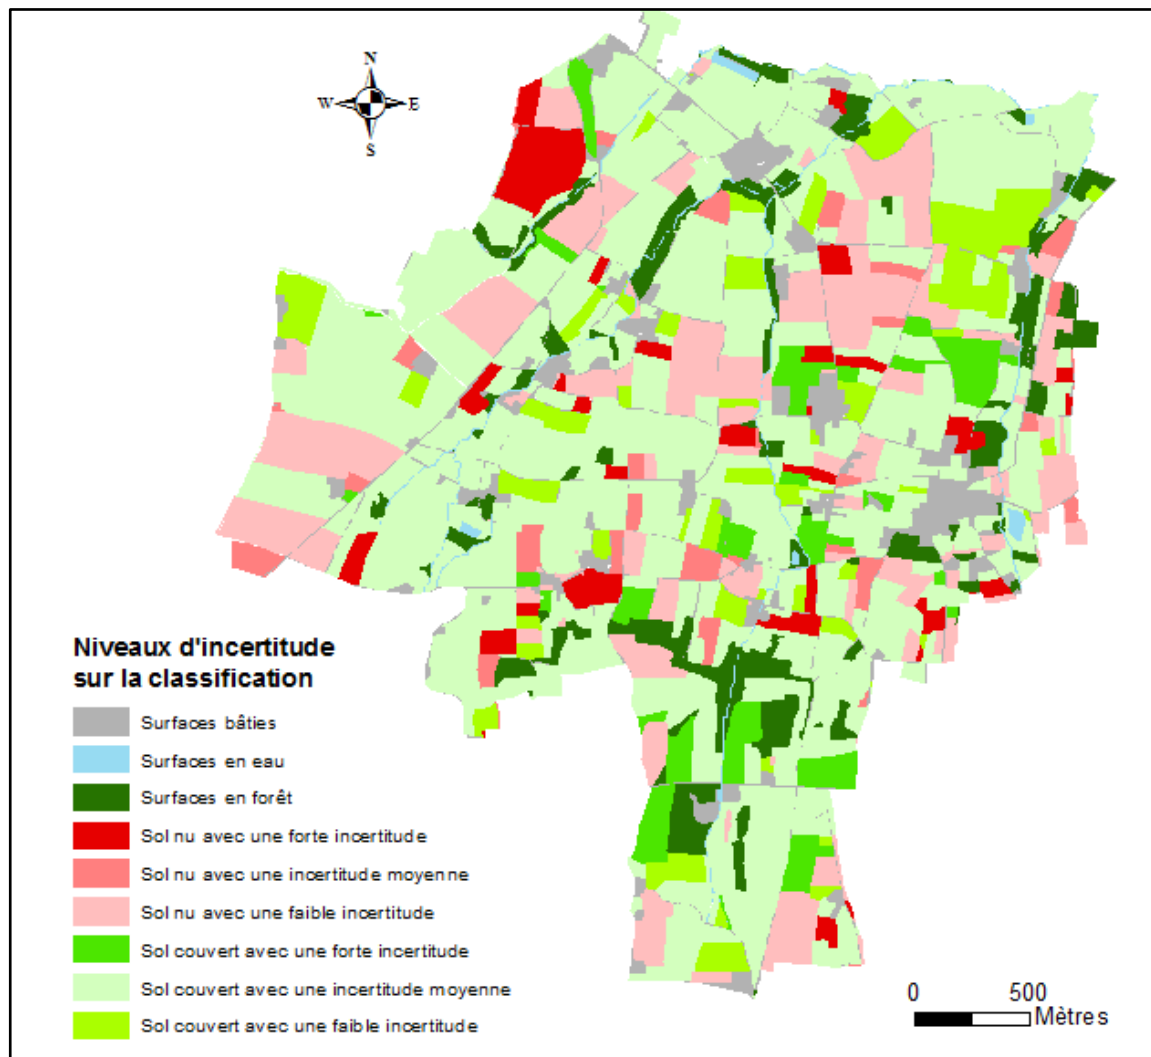 N
W E
S
Niveaux d'incertitude
sur la classification
Surfaces bâties
Surfaces en eau
Surfaces en forêt
Sol nu avec une forte incertitude
Sol nu avec une incertitude moyenne
Sol nu avec une faible incertitude
Sol couvert avec une forte incertitude
Sol couvert avec une incertitude moyenne
Sol couvert avec une faible incertitude
0 500
Mètres